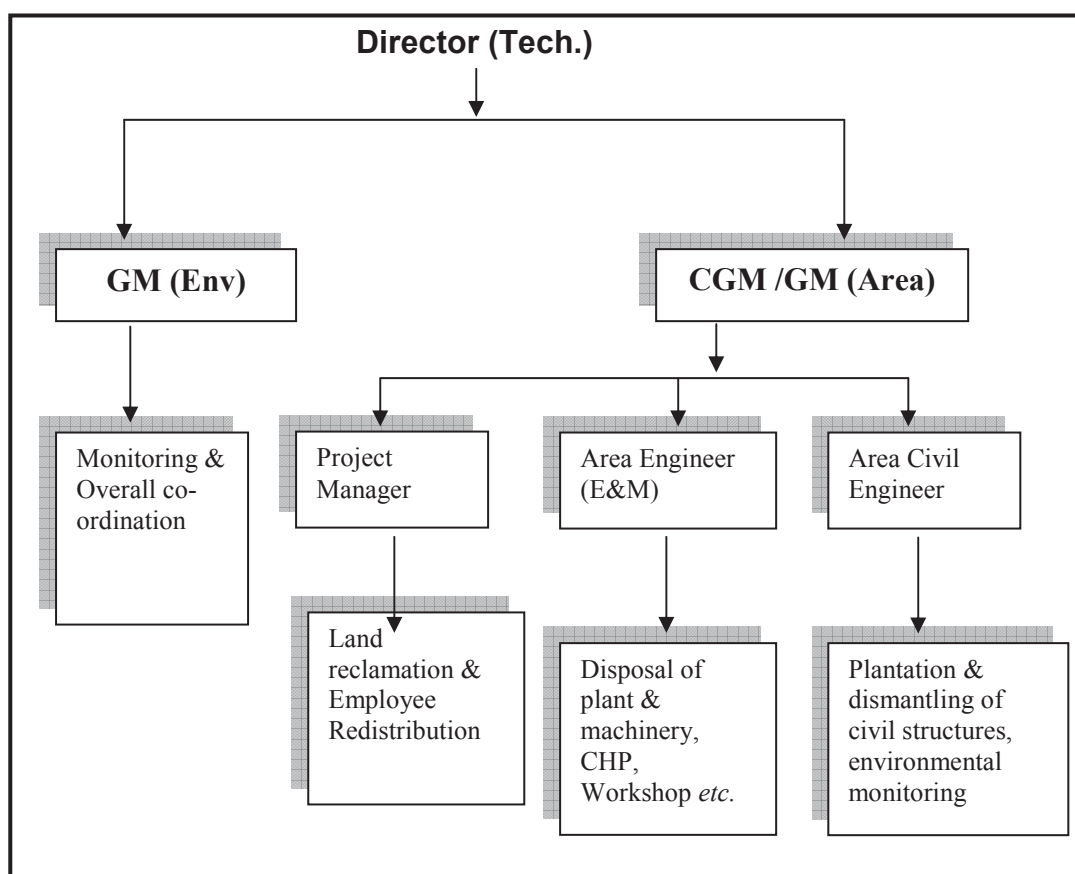 Director (Tech.)
GM (Env)
CGM /GM (Area)
Monitoring &
Overall co-
ordination
Project
Manager
Area Engineer
(E&M)
Area Civil
Engineer
Land
reclamation &
Employee
Redistribution
Disposal of
plant &
machinery,
CHP,
Workshop etc.
Plantation &
dismantling of
civil structures,
environmental
monitoring